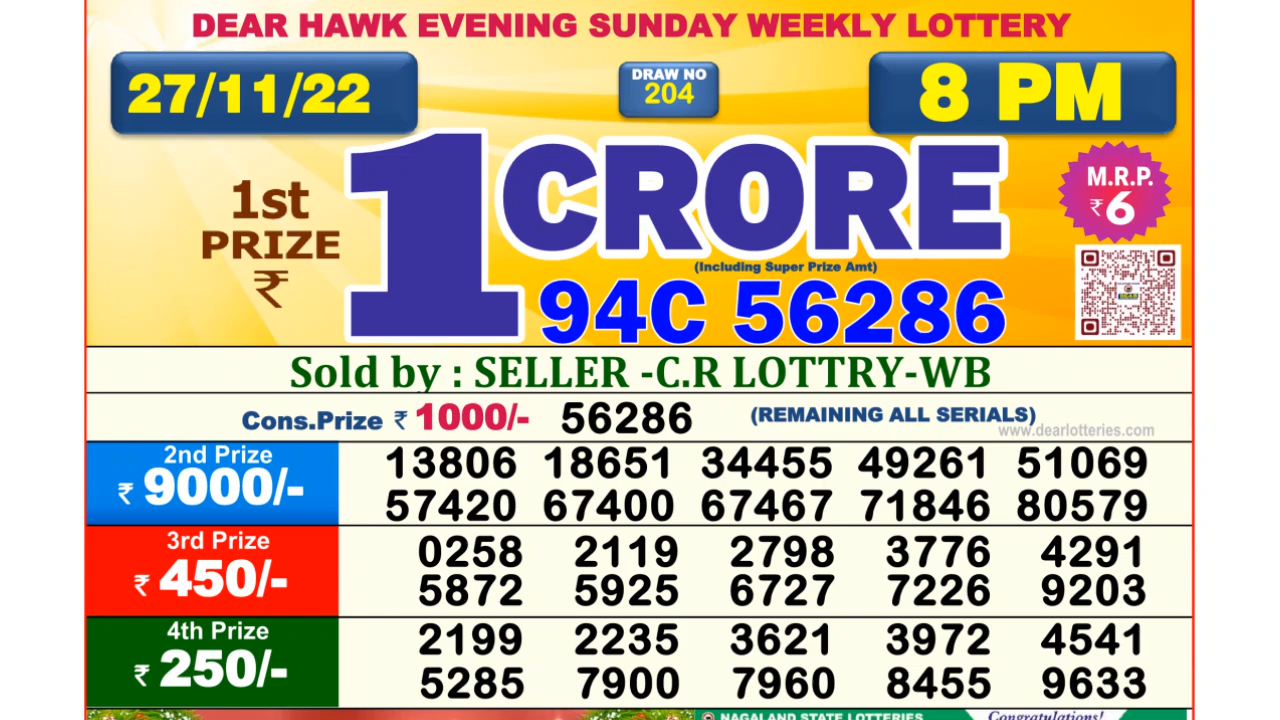 DEAR HAWK EVENING SUNDAY WEEKLY LOTTERY
27/11/22
DRAW NO
204
8 PM
1st
PRIZE
₹
1 CRORE
M.R.P.
₹6
(Including Super Prize Amt)
94C 56286
DEAR
Sold by : SELLER -C.R LOTTRY-WB
Cons.Prize ₹ 1000/- 56286 (REMAINING ALL SERIALS)
www.dearlotteries.com
2nd Prize
₹ 9000/-
13806 18651 34455 49261 51069
57420 67400 67467 71846 80579
3rd Prize
₹ 450/-
0258 2119 2798 3776 4291
5872 5925 6727 7226 9203
4th Prize
₹ 250/-
2199 2235 3621 3972 4541
5285 7900 7960 8455 9633
NAGALAND STATE LOTTERIES
Congratulations!